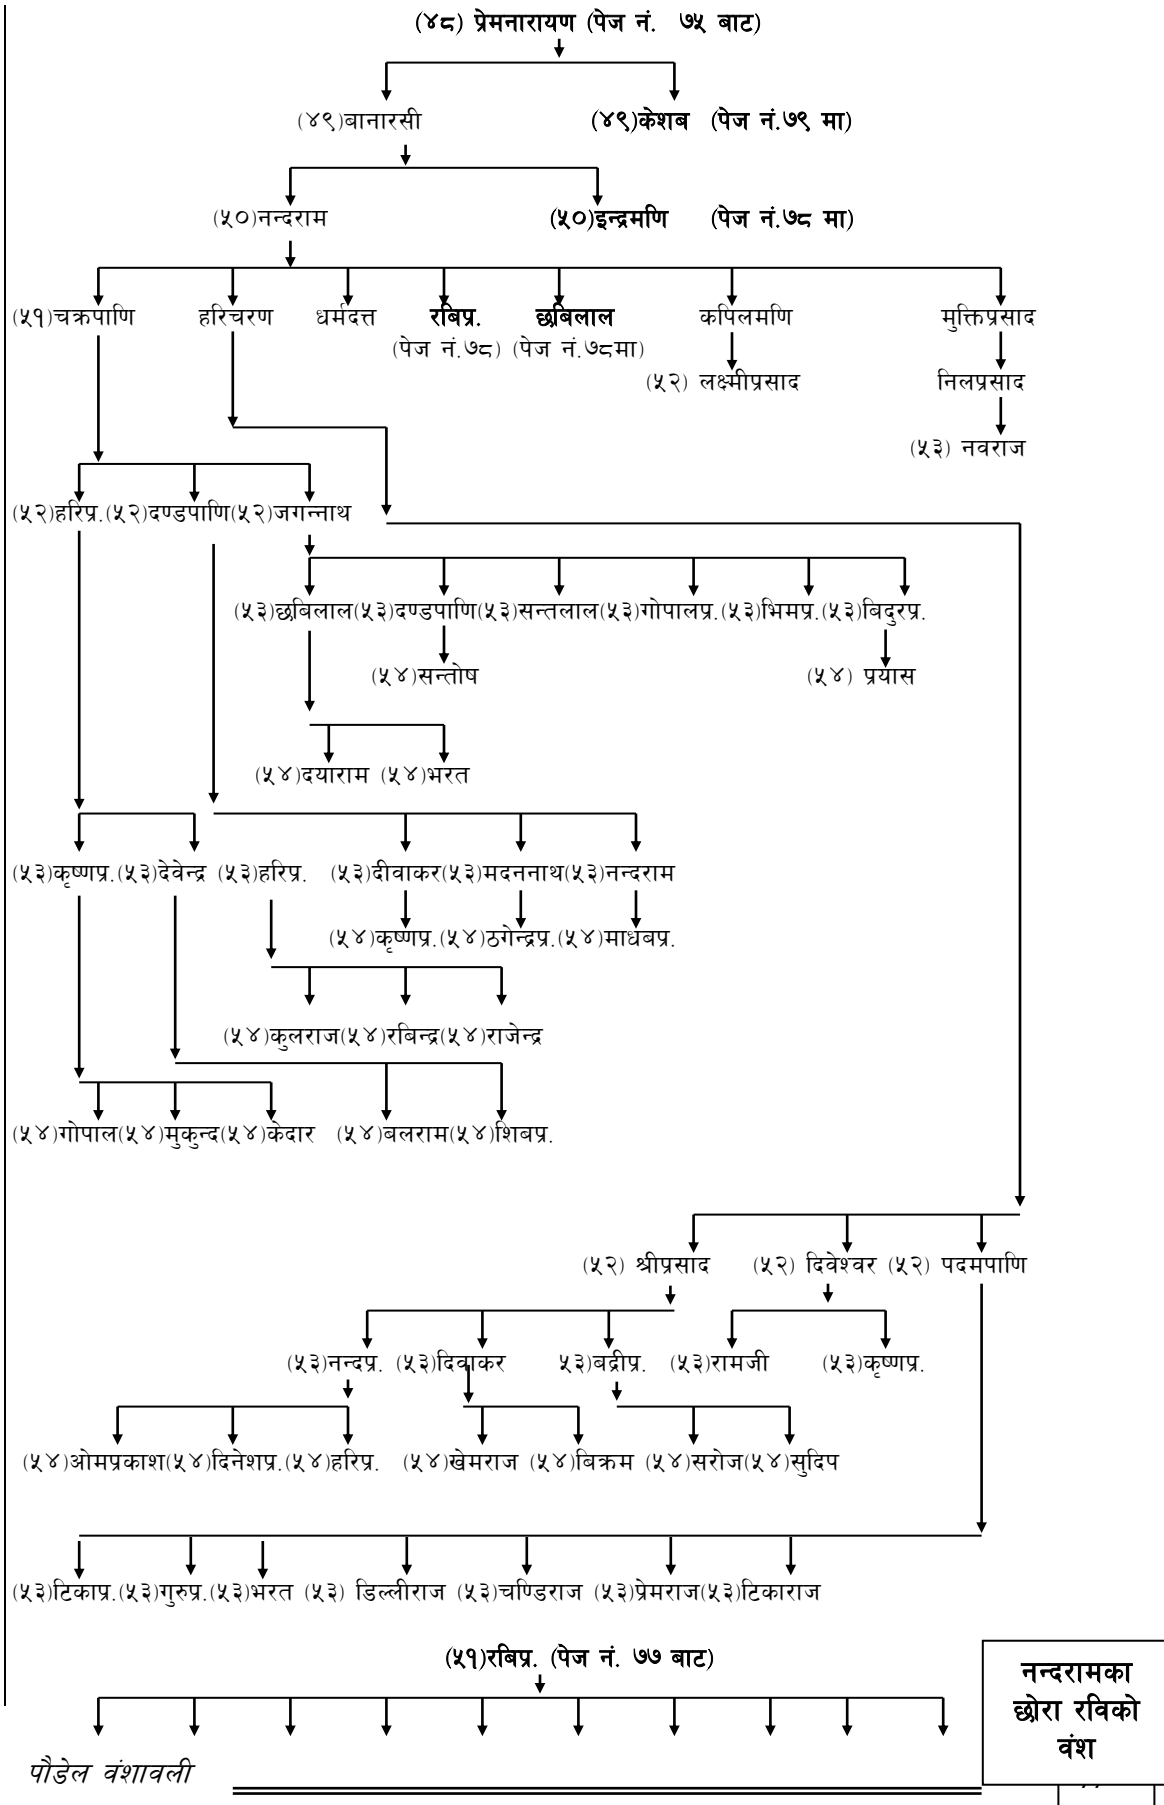 (४८) प्रेमनारायण (पेज नं. ७५ बाट)
(४९)बानारसी (४९)केशब (पेज नं.७९ मा)
(५०)नन्दराम (५०)इन्द्रमणि (पेज नं.७८ मा)
(५१)चक्रपाणि हरिचरण धर्मदत्त रबिप्र. छबिलाल कपिलमणि मुक्तिप्रसाद
(पेज नं.७८) (पेज नं.७८मा)
(५२) लक्ष्मीप्रसाद निलप्रसाद
(५३) नवराज
(५२)हरिप्र.(५२)दण्डपाणि(५२)जगन्नाथ
(५३)छबिलाल(५३)दण्डपाणि(५३)सन्तलाल(५३)गोपालप्र.(५३)भिमप्र.(५३)बिदुरप्र.
(५४)सन्तोष (५४) प्रयास
(५४)दयाराम (५४)भरत
(५३)कृष्णप्र.(५३)देवेन्द्र (५३)हरिप्र. (५३)दीवाकर(५३)मदननाथ(५३)नन्दराम
(५४)कृष्णप्र.(५४)ठगेन्द्रप्र.(५४)माधबप्र.
(५४)कुलराज(५४)रबिन्द्र(५४)राजेन्द्र
(५४)गोपाल(५४)मुकुन्द(५४)केदार (५४)बलराम(५४)शिबप्र.
(५२) श्रीप्रसाद (५२) दिवेश्वर (५२) पदमपाणि
(५३)नन्दप्र. (५३)दिवाकर ५३)बद्रीप्र. (५३)रामजी (५३)कृष्णप्र.
(५४)ओमप्रकाश(५४)दिनेशप्र.(५४)हरिप्र. (५४)खेमराज (५४)बिक्रम (५४)सरोज(५४)सुदिप
(५३)टिकाप्र.(५३)गुरुप्र.(५३)भरत (५३) डिल्लीराज (५३)चण्डिराज (५३)प्रेमराज(५३)टिकाराज
(५१)रबिप्र. (पेज नं. ७७ बाट)
नन्दरामका
छोरा रविको
वंश
पौडेल वंशावली